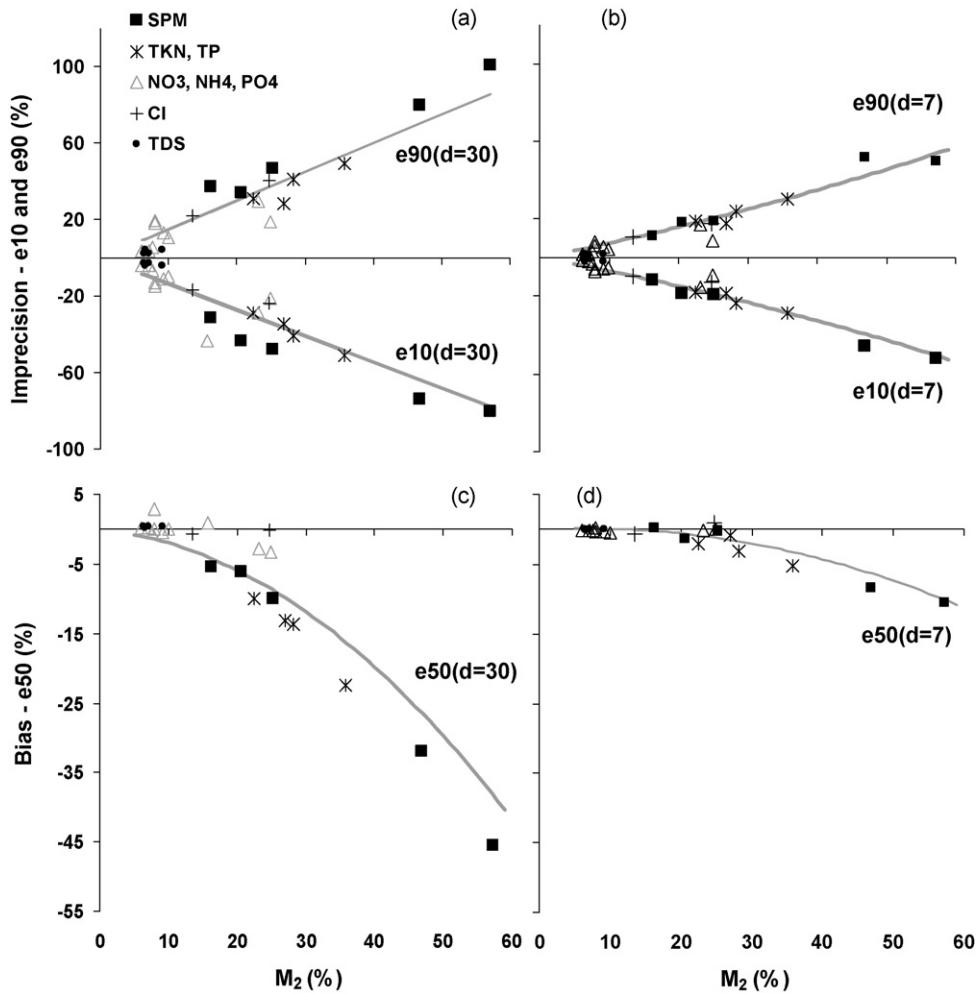 (a)
(b)
SPM
TKN, TP
NO3, NH4, PO4
Cl
TDS
Imprecision - e10 and e90 (%)
100
60
20
-20
-60
-100
e90(d=30)
e10(d=30)
e90(d=7)
e10(d=7)
(c)
(d)
Bias - e50 (%)
5
-5
-15
-25
-35
-45
-55
e50(d=30)
e50(d=7)
0 10 20 30 40 50 60
0 10 20 30 40 50 60
M2 (%)
M2 (%)